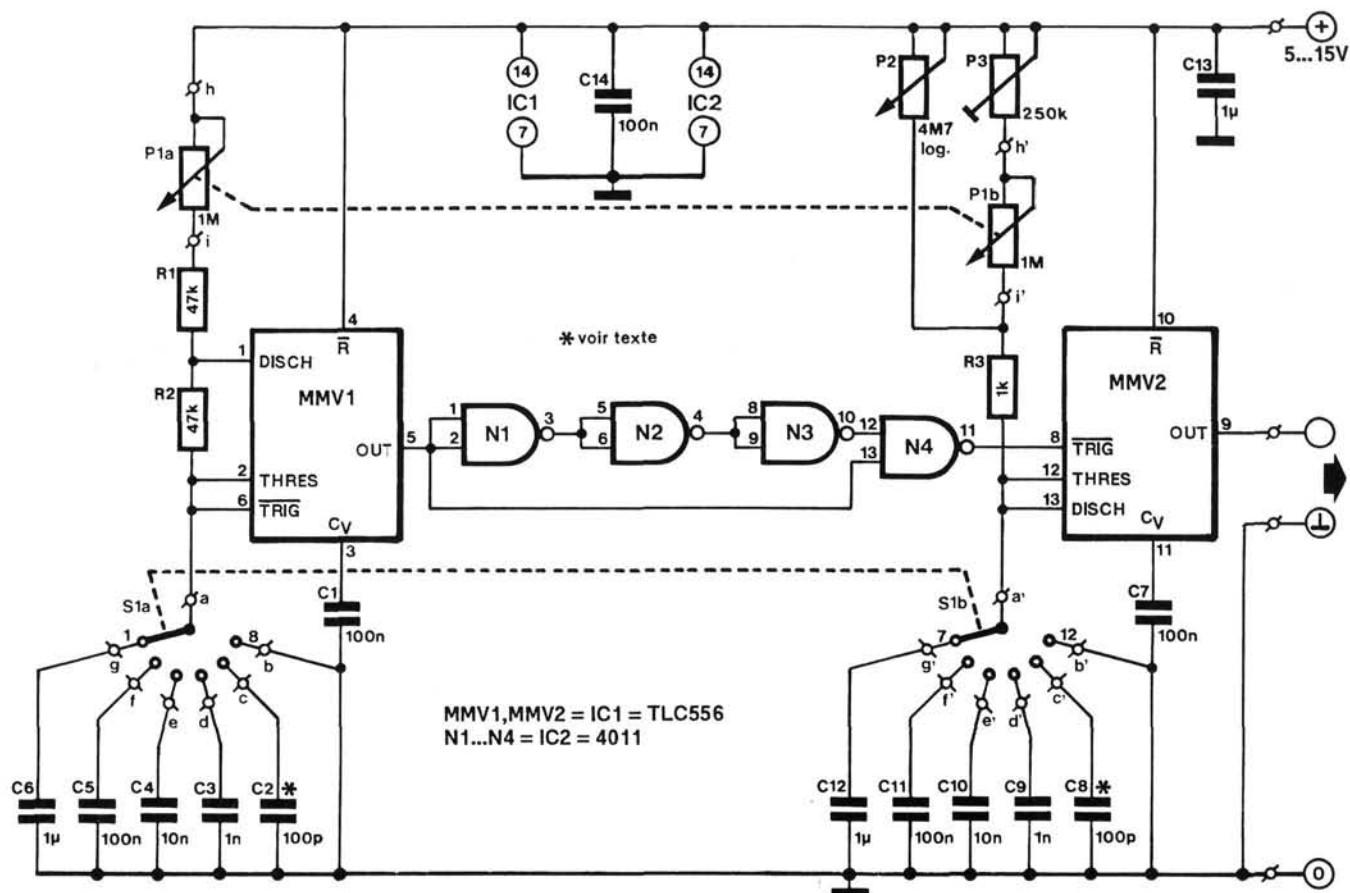 +
5...15V
h
14
IC1
7
C14
100n
14
IC2
7
P2
4M7
log.
P3
250k
C13
1µ
P1a
1M
i
h'
P1b
1M
i'
R1
47k
R2
47k
4
R̅
1
DISCH
MMV1
OUT
5
2
THRES
6
T̅R̅I̅G̅
CV
3
* voir texte
1
2
N1
3
5
6
N2
4
8
9
N3
10
12
13
N4
11
R3
1k
10
R̅
MMV2
OUT
9
8
T̅R̅I̅G̅
12
THRES
13
DISCH
CV
11
⊥
a
S1a
1
8
g
f
e
d
c
b
C1
100n
a'
S1b
7
12
g'
f'
e'
d'
c'
b'
C7
100n
MMV1,MMV2 = IC1 = TLC556
N1...N4 = IC2 = 4011
C6
1µ
C5
100n
C4
10n
C3
1n
C2
*
100p
C12
1µ
C11
100n
C10
10n
C9
1n
C8
*
100p
0